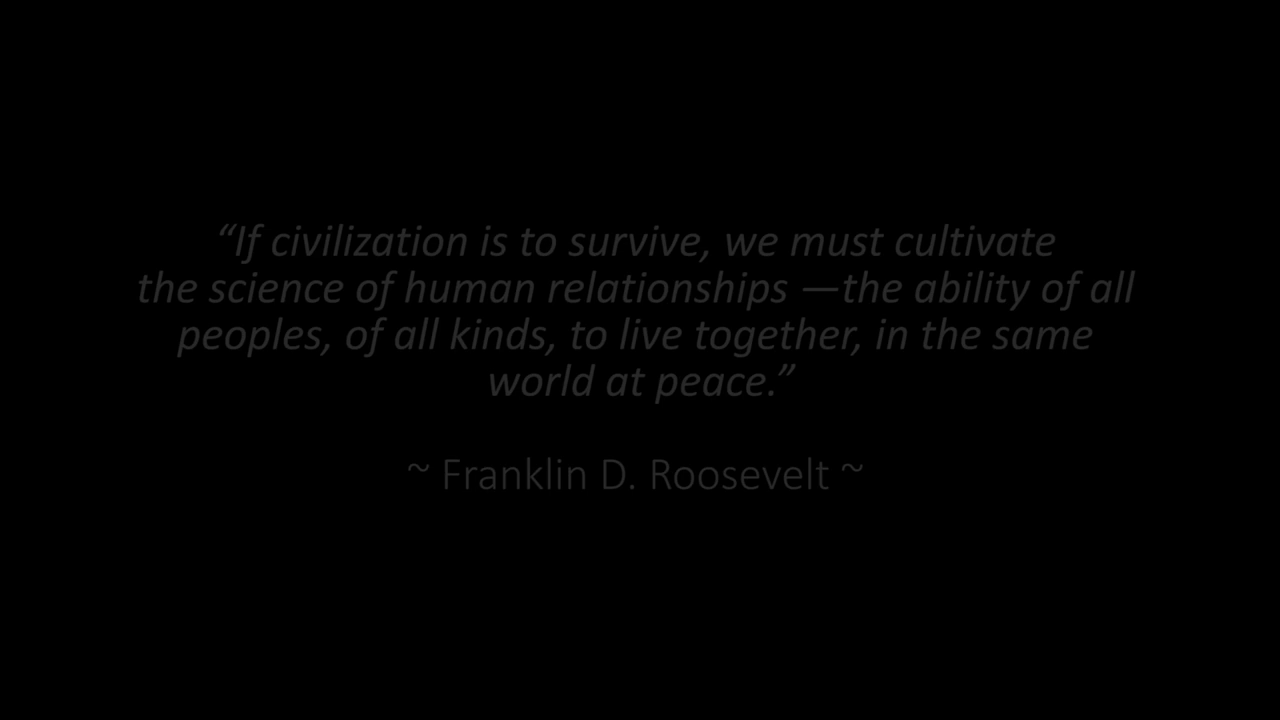 “If civilization is to survive, we must cultivate
the science of human relationships —the ability of all
peoples, of all kinds, to live together, in the same
world at peace.”
~ Franklin D. Roosevelt ~